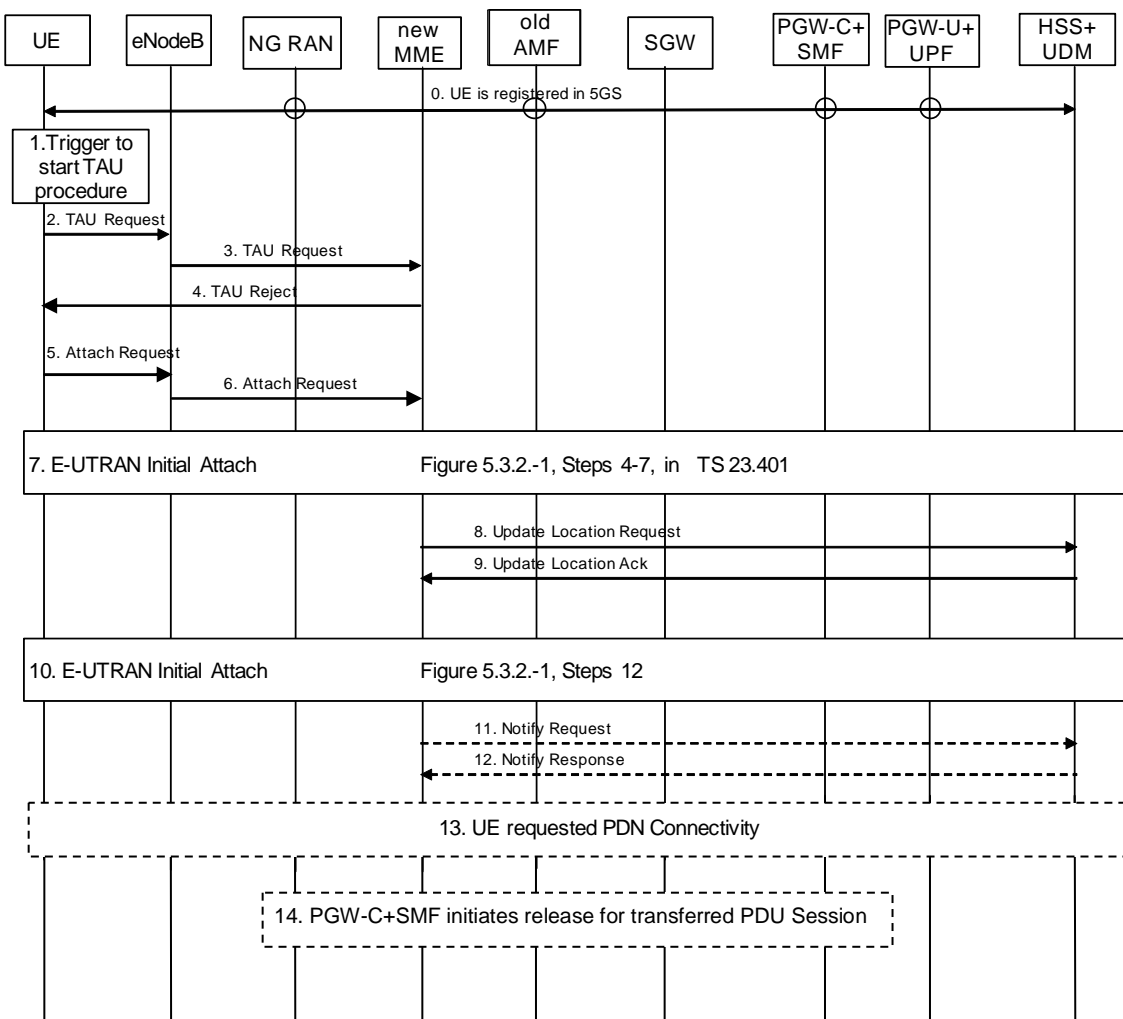 UE
eNodeB
NG RAN
new
MME
old
AMF
SGW
PGW-C+
SMF
PGW-U+
UPF
HSS+
UDM
0. UE is registered in 5GS
1.Trigger to
start TAU
procedure
2. TAU Request
3. TAU Request
4. TAU Reject
5. Attach Request
6. Attach Request
7. E-UTRAN Initial Attach Figure 5.3.2.-1, Steps 4-7, in TS 23.401
8. Update Location Request
9. Update Location Ack
10. E-UTRAN Initial Attach Figure 5.3.2.-1, Steps 12
11. Notify Request
12. Notify Response
13. UE requested PDN Connectivity
14. PGW-C+SMF initiates release for transferred PDU Session